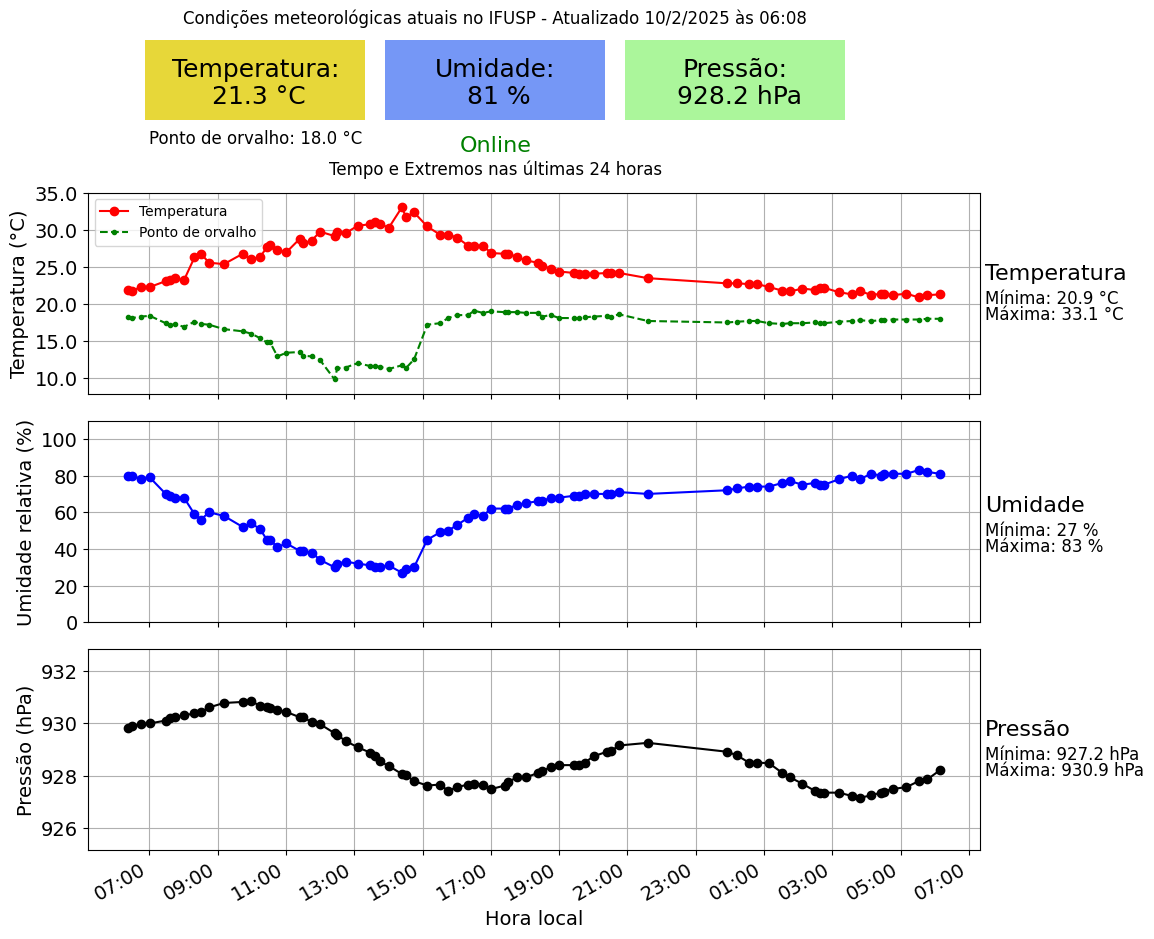 Condições meteorológicas atuais no IFUSP - Atualizado 10/2/2025 às 06:08
Temperatura:
21.3 °C
Umidade:
81 %
Pressão:
928.2 hPa
Ponto de orvalho: 18.0 °C
Online
Tempo e Extremos nas últimas 24 horas
Temperatura (°C)
35.0
30.0
25.0
20.0
15.0
10.0
Temperatura
Ponto de orvalho
Temperatura
Mínima: 20.9 °C
Máxima: 33.1 °C
Umidade relativa (%)
100
80
60
40
20
0
Umidade
Mínima: 27 %
Máxima: 83 %
Pressão (hPa)
932
930
928
926
Pressão
Mínima: 927.2 hPa
Máxima: 930.9 hPa
07:00 09:00 11:00 13:00 15:00 17:00 19:00 21:00 23:00 01:00 03:00 05:00 07:00
Hora local